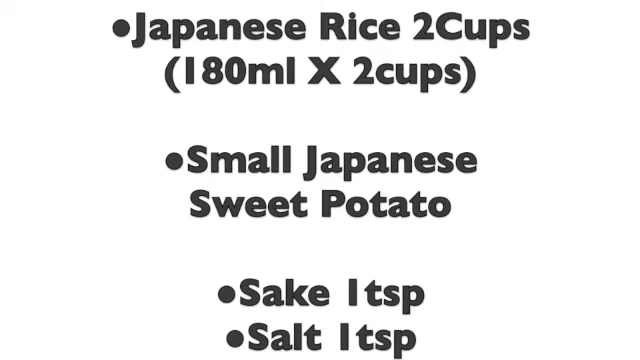 ●Japanese Rice 2Cups
(180ml X 2cups)
●Small Japanese
Sweet Potato
●Sake 1tsp
●Salt 1tsp